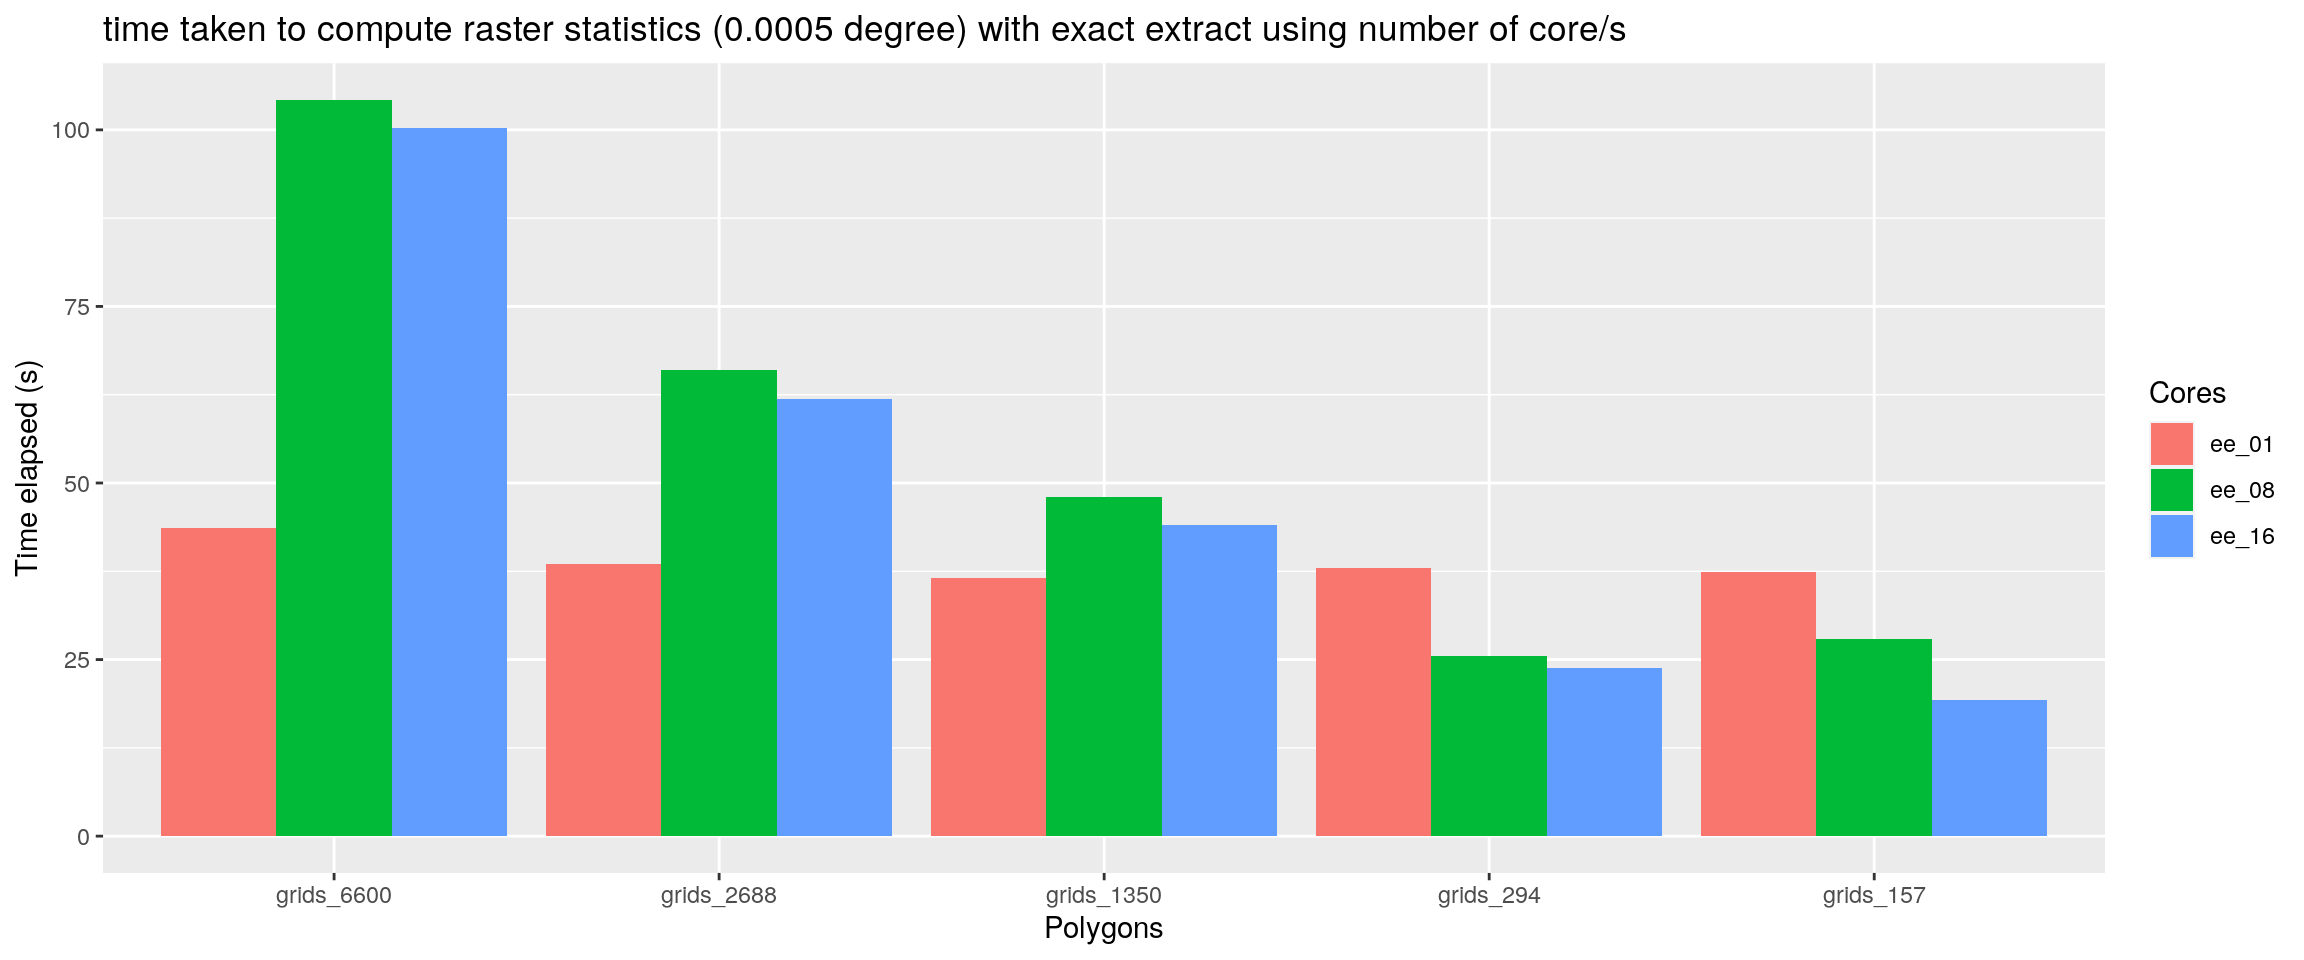 time taken to compute raster statistics (0.0005 degree) with exact extract using number of core/s
Time elapsed (s)
100
75
50
25
0
grids_6600
grids_2688
grids_1350
grids_294
grids_157
Polygons
Cores
ee_01
ee_08
ee_16